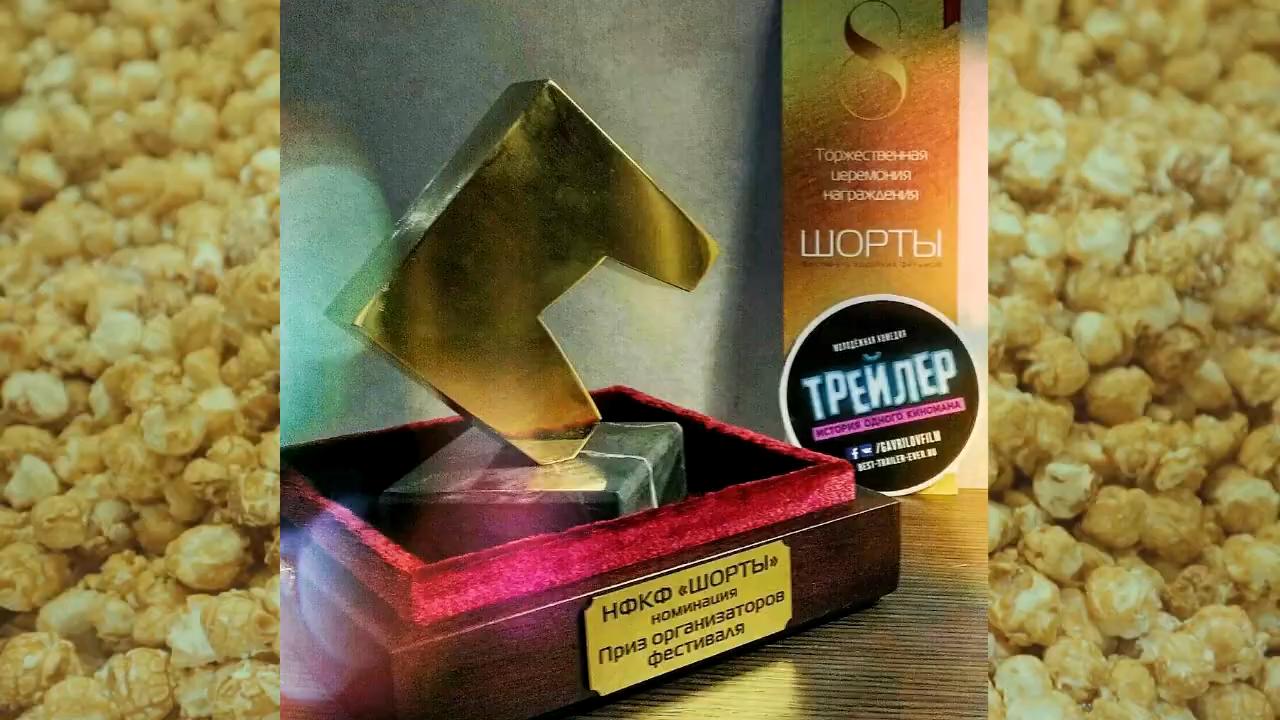 Торжественная
церемония
награждения
ШОРТЫ
МОЛОДЁЖНАЯ КОМЕДИЯ
ТРЕЙЛЕР
ИСТОРИЯ ОДНОГО КИНОМАНА
/GAVRILOVFILM
BEST-TRAILER-EVER.RU
НФКФ «ШОРТЫ»
номинация
Приз организаторов
фестиваля